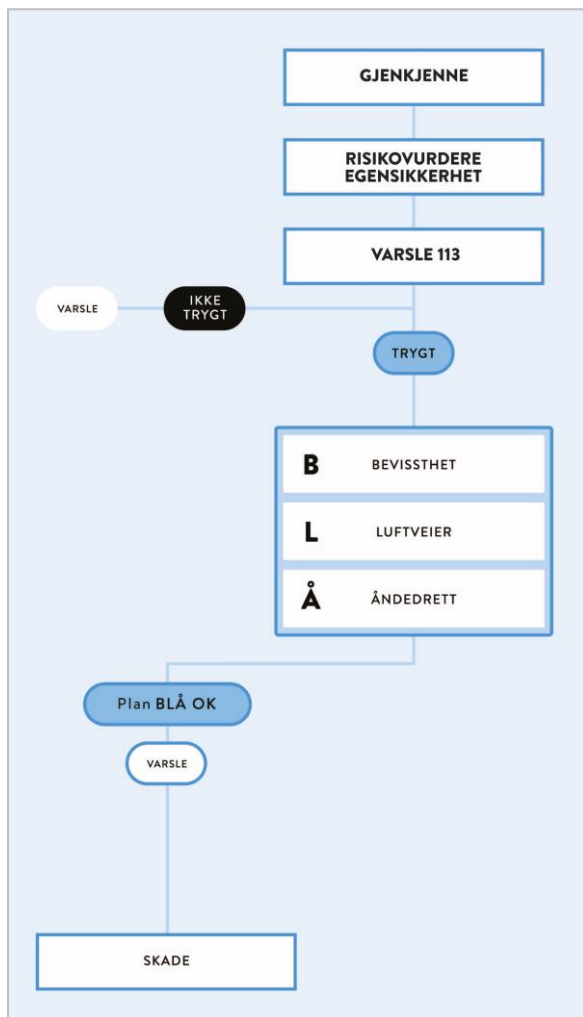 GJENKJENNE
RISIKOVURDERE
EGENSIKKERHET
VARSLE 113
VARSLE
IKKE
TRYGT
TRYGT
B BEVISSTHET
L LUFTVEIER
Å ÅNDEDRETT
Plan BLÅ OK
VARSLE
SKADE